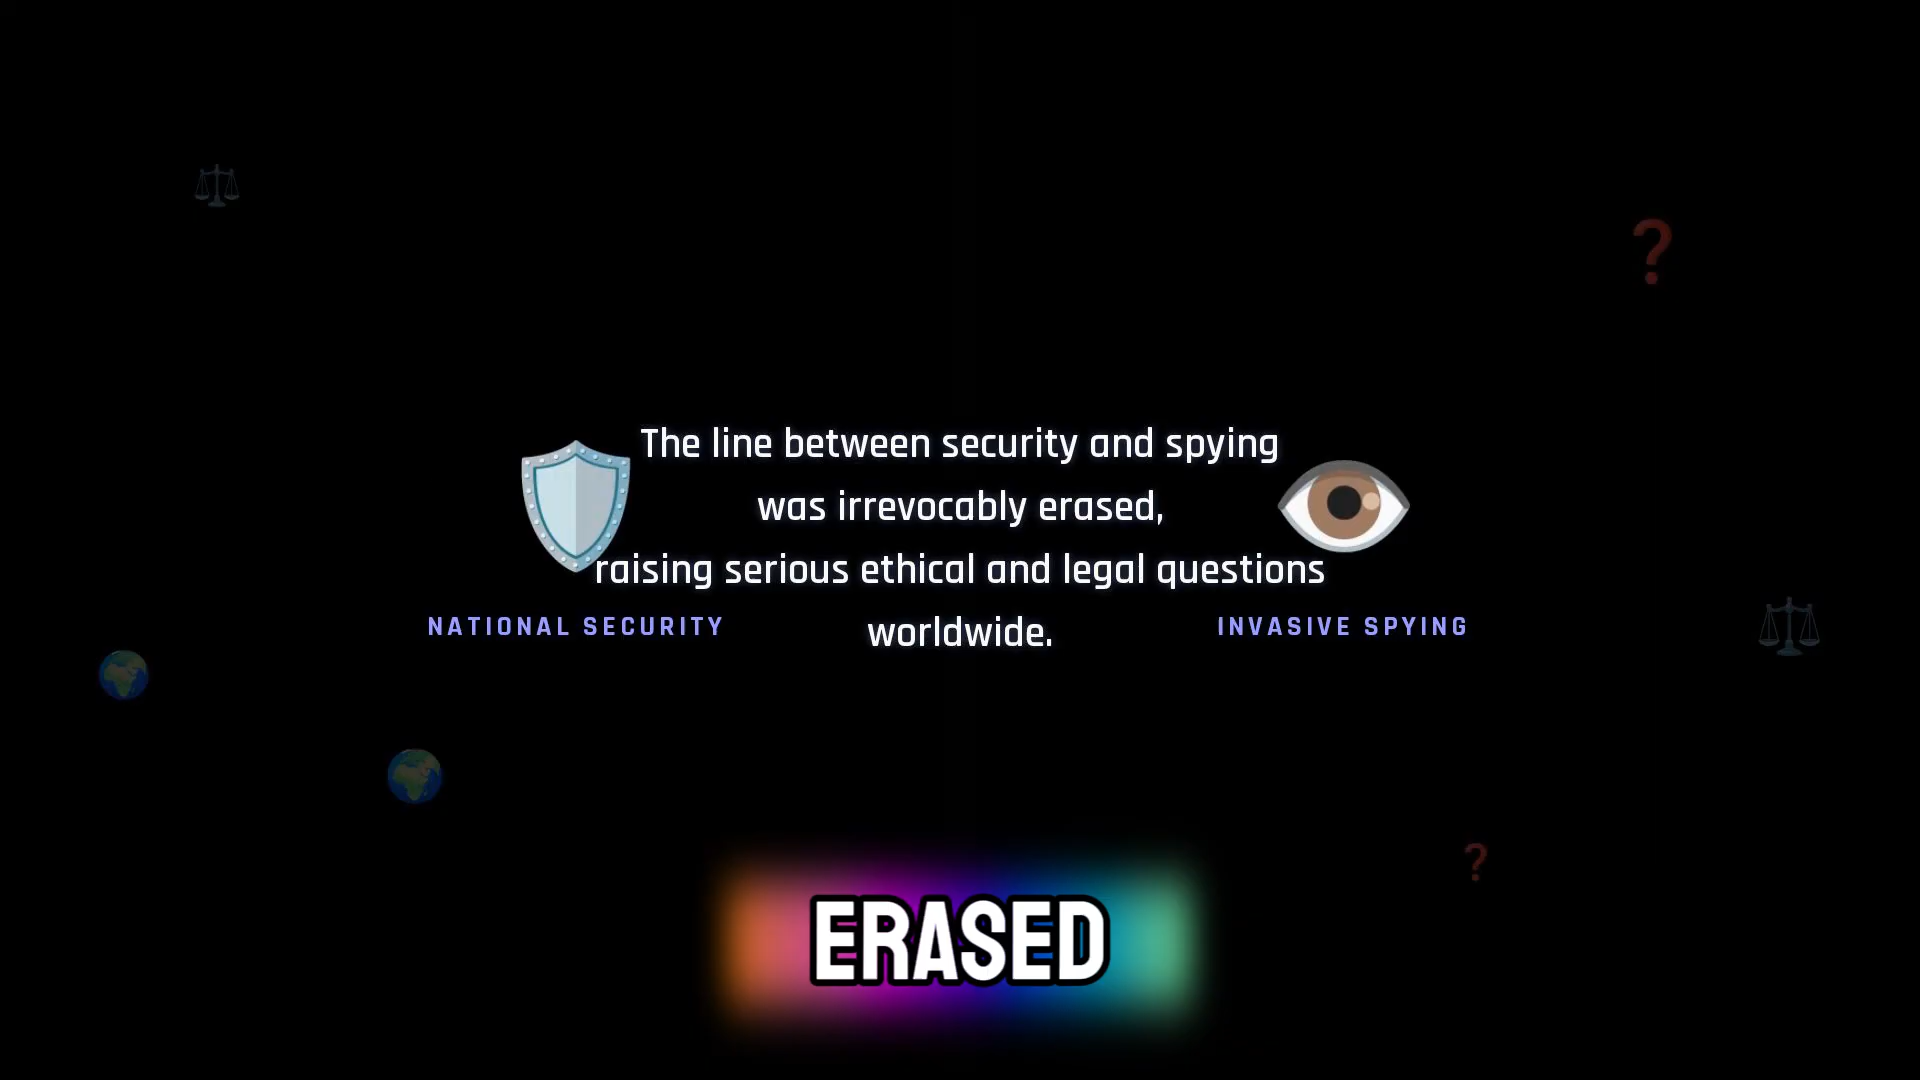 The line between security and spying
was irrevocably erased,
raising serious ethical and legal questions
worldwide.
NATIONAL SECURITY
INVASIVE SPYING
ERASED